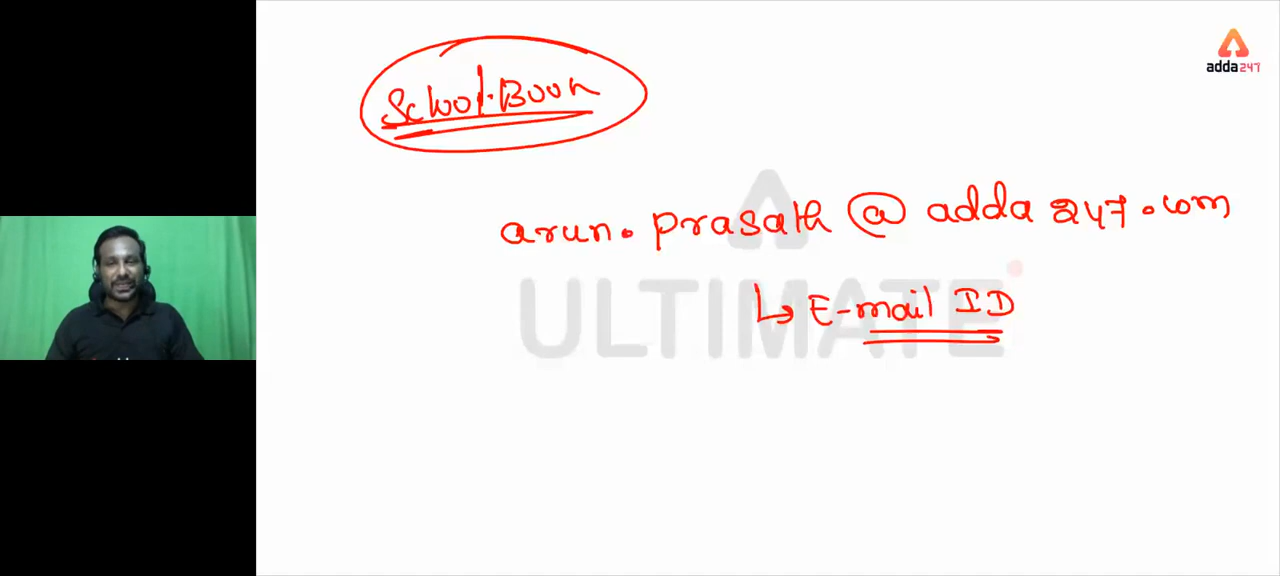 adda247
School Book
arun.prasath@adda247.com
ULTIMATE
↳ E-mail ID